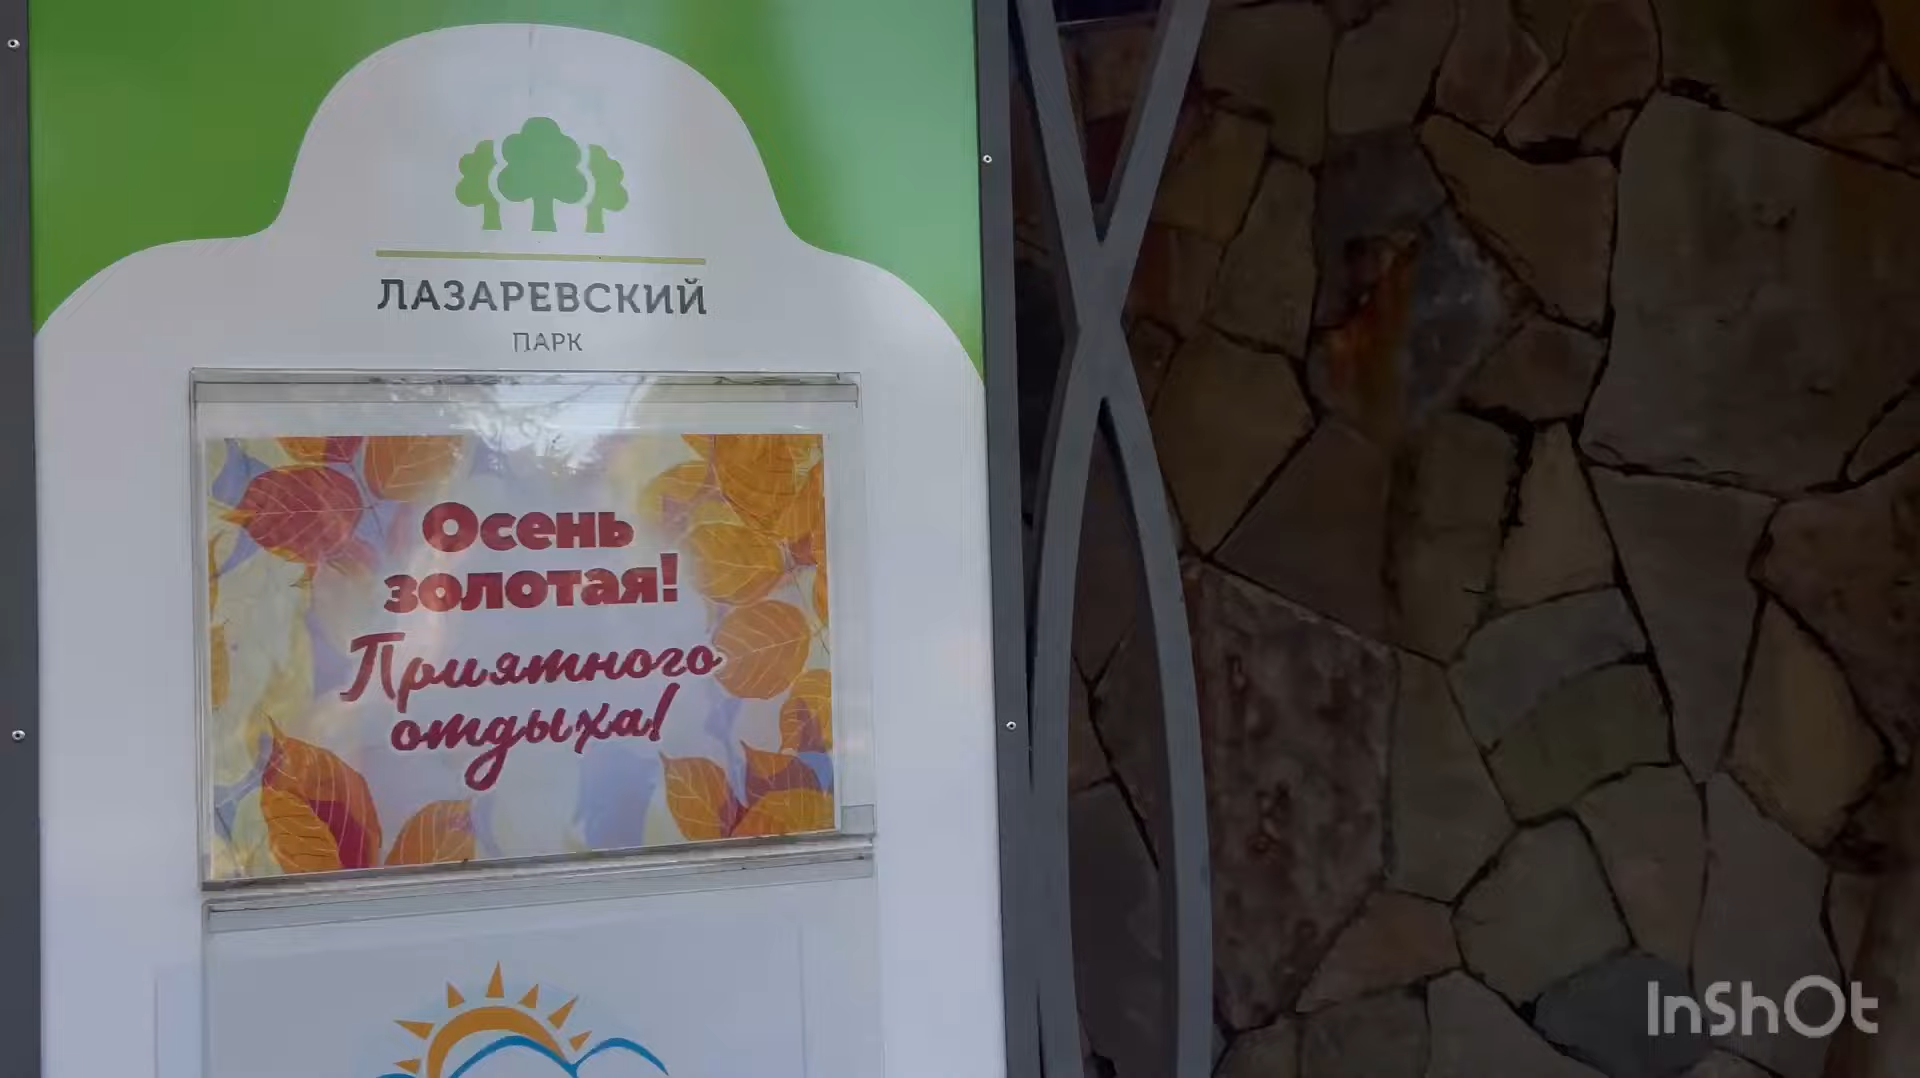 ЛАЗАРЕВСКИЙ
ПАРК
Осень
золотая!
Приятного
отдыха!
InShOt